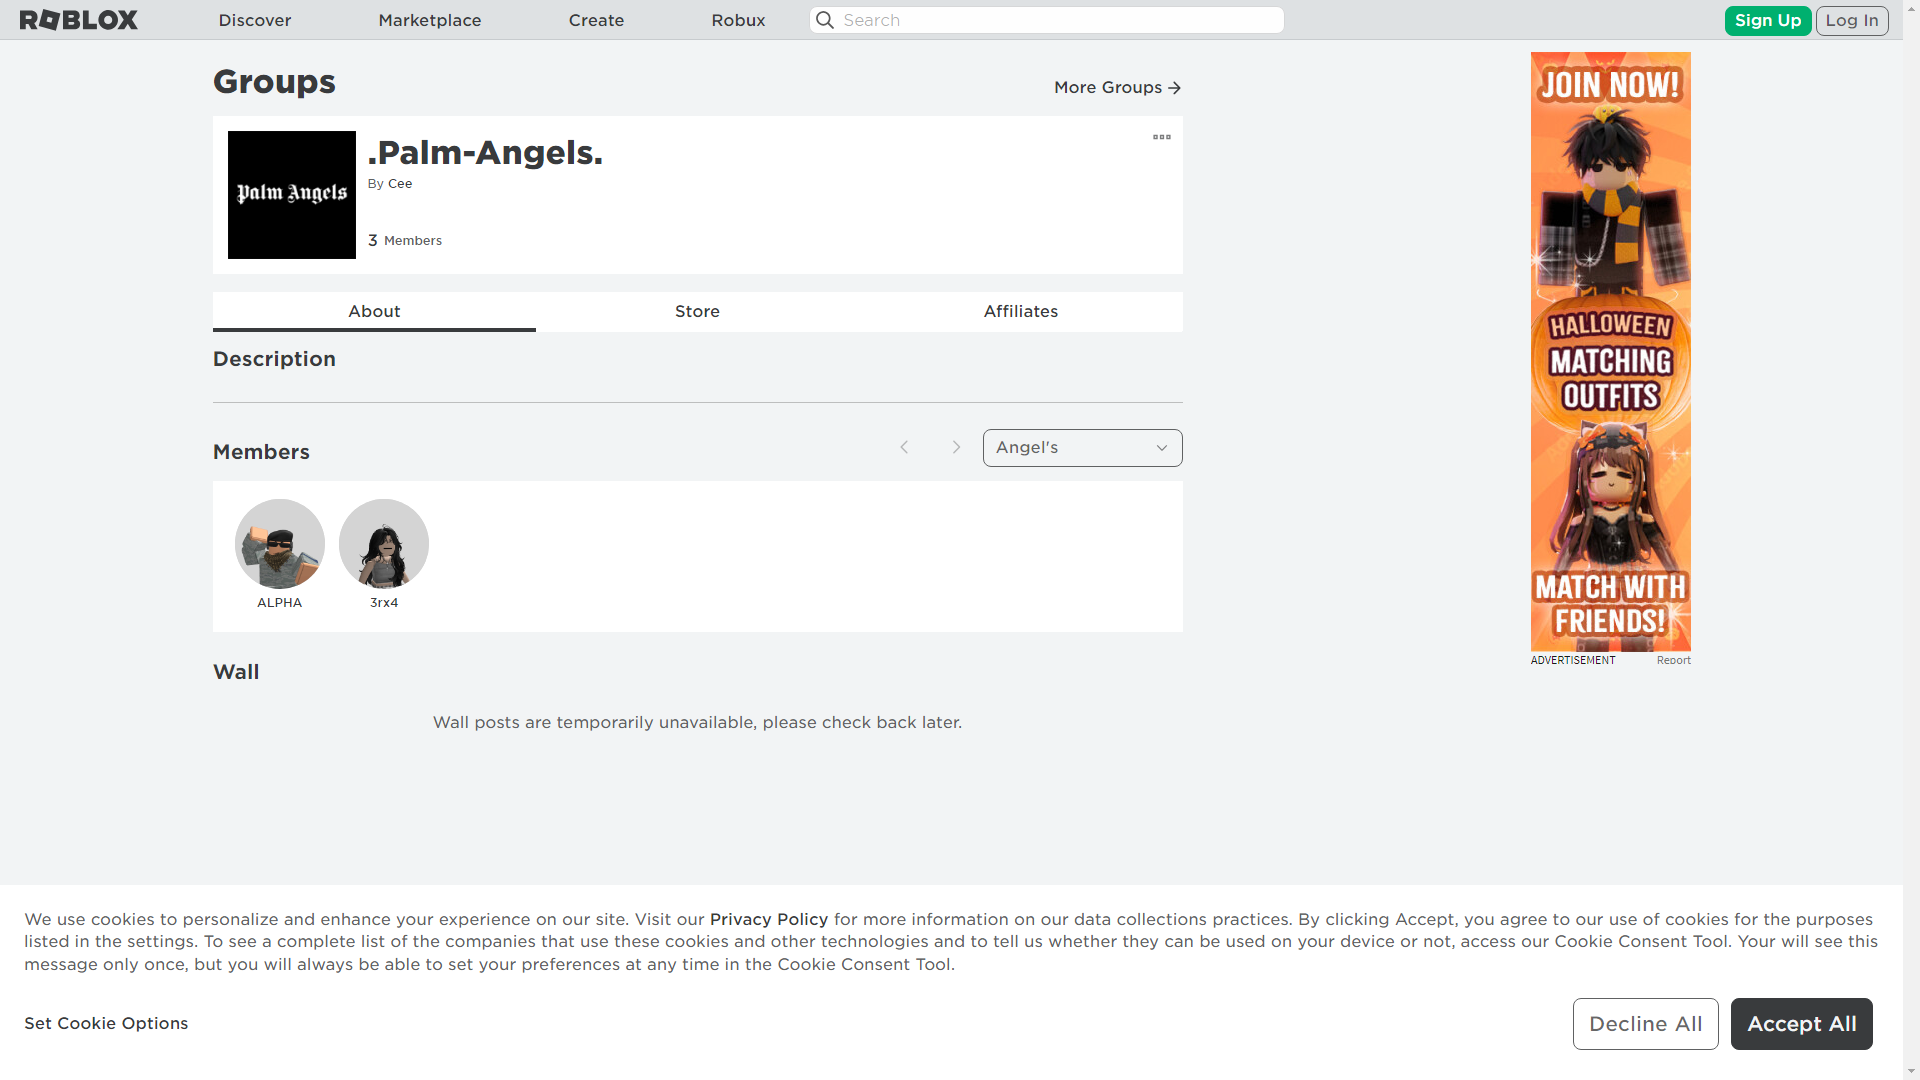 ROBLOX
Discover
Marketplace
Create
Robux
Search
Sign Up
Log In
Groups
More Groups
Palm Angels
.Palm-Angels.
By Cee
3 Members
About
Store
Affiliates
Description
Members
Angel's
ALPHA
3rx4
Wall
Wall posts are temporarily unavailable, please check back later.
JOIN NOW!
HALLOWEEN
MATCHING
OUTFITS
MATCH WITH
FRIENDS!
ADVERTISEMENT
Report
We use cookies to personalize and enhance your experience on our site. Visit our Privacy Policy for more information on our data collections practices. By clicking Accept, you agree to our use of cookies for the purposes
listed in the settings. To see a complete list of the companies that use these cookies and other technologies and to tell us whether they can be used on your device or not, access our Cookie Consent Tool. Your will see this
message only once, but you will always be able to set your preferences at any time in the Cookie Consent Tool.
Set Cookie Options
Decline All
Accept All